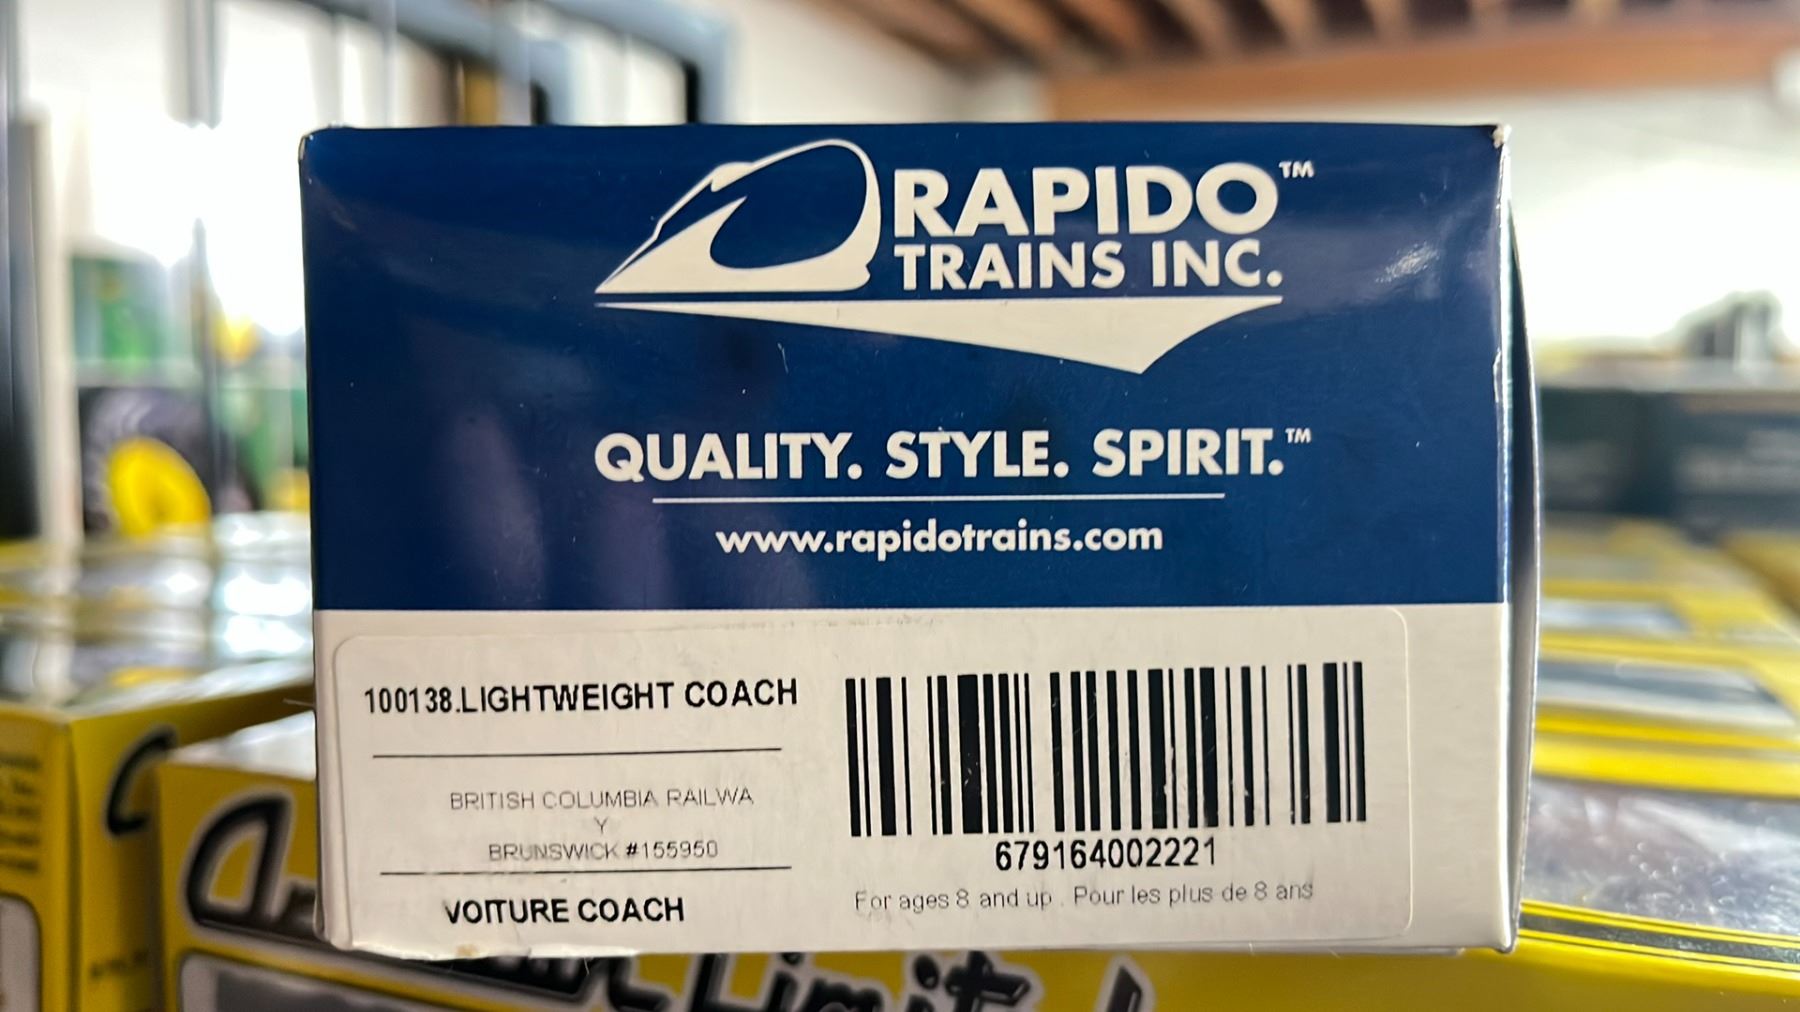 RAPIDO™
TRAINS INC.
QUALITY. STYLE. SPIRIT.™
www.rapidotrains.com
100138.LIGHTWEIGHT COACH
BRITISH COLUMBIA RAILWA
Y
BRUNSWICK #155950
VOITURE COACH
679164002221
For ages 8 and up . Pour les plus de 8 ans
Limit